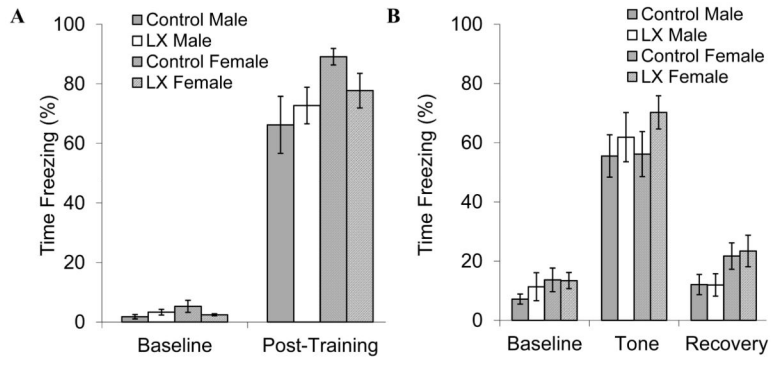 A
Control Male
LX Male
Control Female
LX Female
Time Freezing (%)
100
80
60
40
20
0
Baseline
Post-Training
B
Control Male
LX Male
Control Female
LX Female
Time Freezing (%)
100
80
60
40
20
0
Baseline
Tone
Recovery